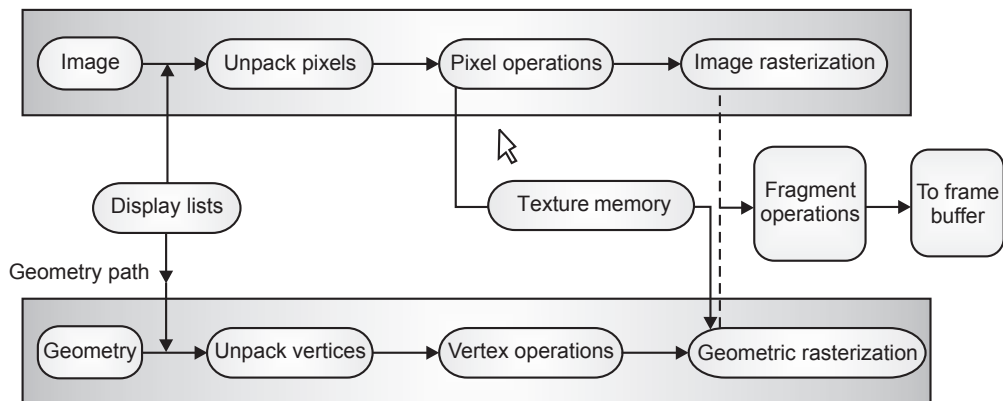 Image
Unpack pixels
Pixel operations
Image rasterization
Display lists
Texture memory
Fragment
operations
To frame
buffer
Geometry path
Geometry
Unpack vertices
Vertex operations
Geometric rasterization